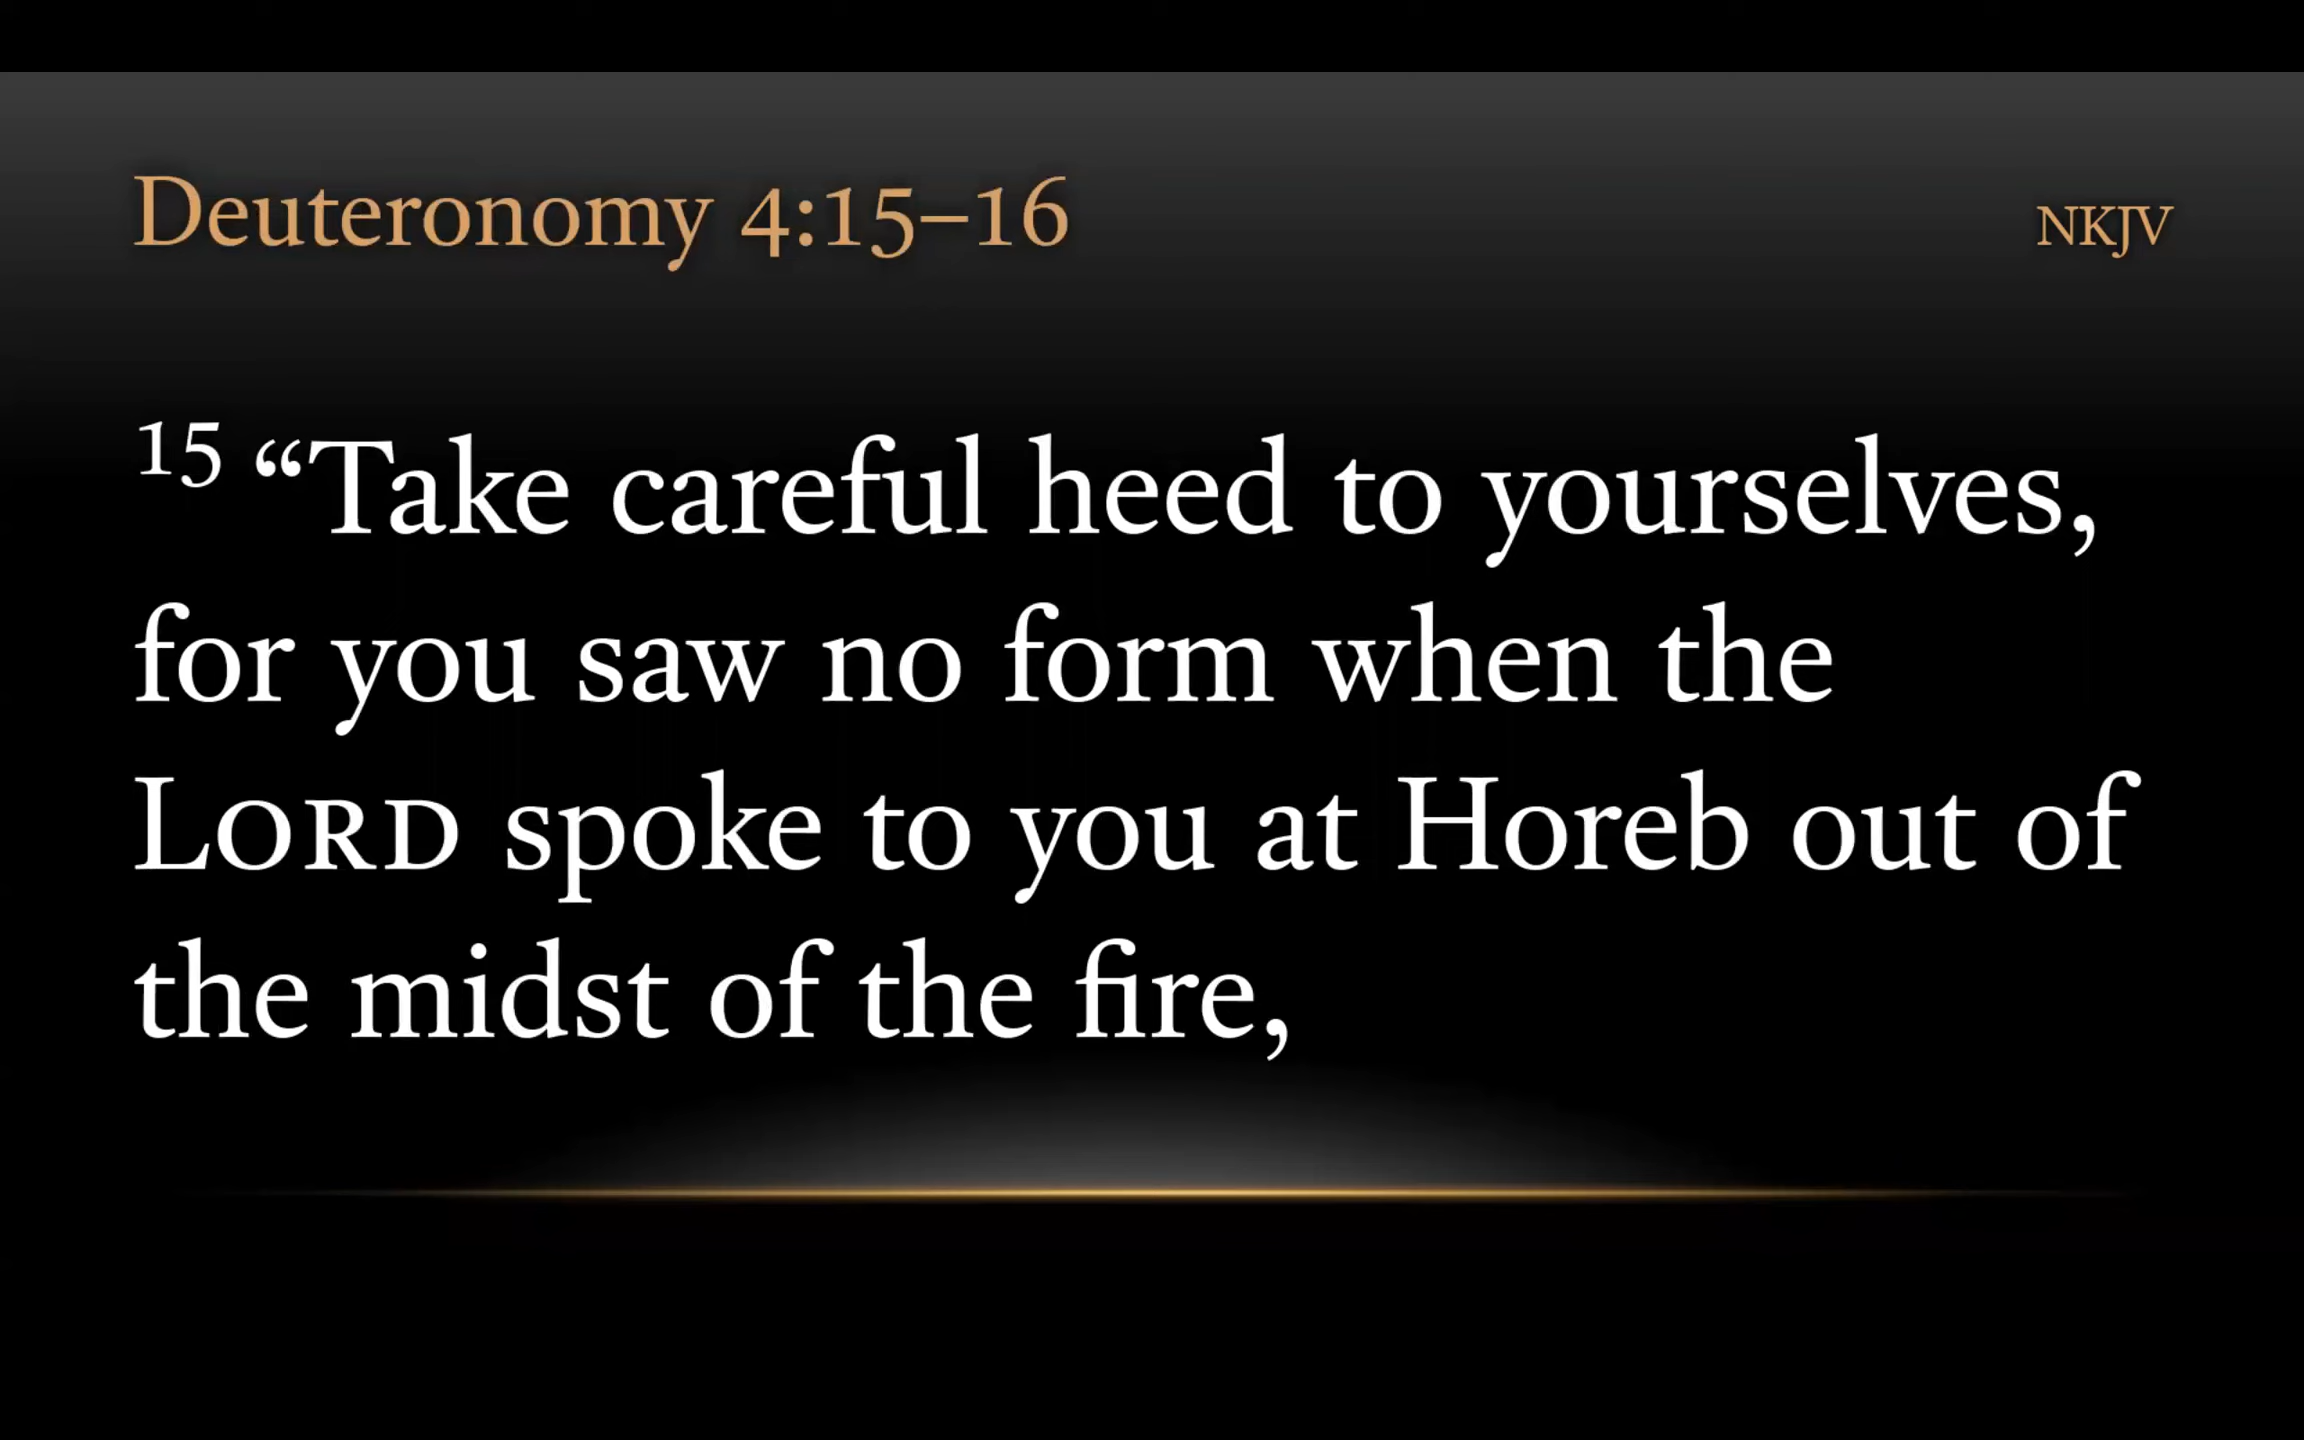 Deuteronomy 4:15–16
NKJV
15 “Take careful heed to yourselves,
for you saw no form when the
LORD spoke to you at Horeb out of
the midst of the fire,